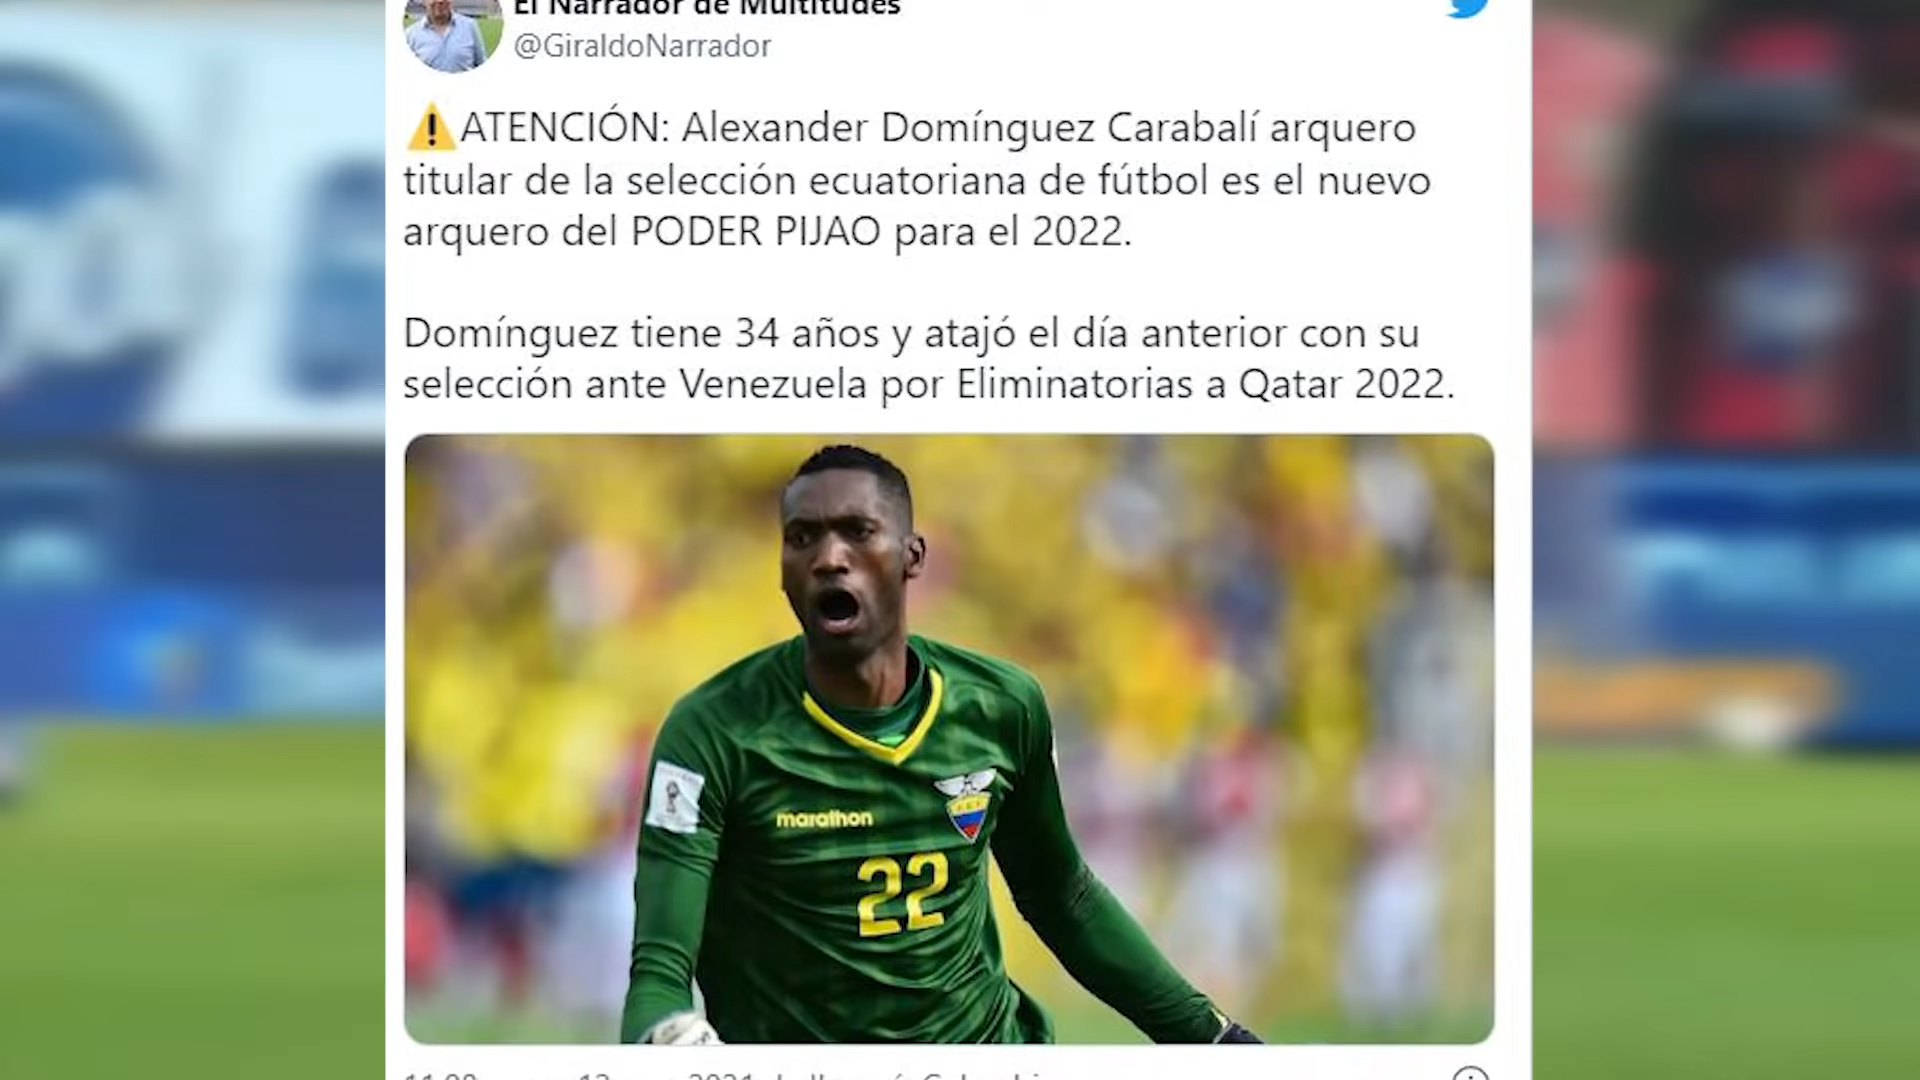 El Narrador de Multitudes
@GiraldoNarrador
⚠️ATENCIÓN: Alexander Domínguez Carabalí arquero
titular de la selección ecuatoriana de fútbol es el nuevo
arquero del PODER PIJAO para el 2022.
Domínguez tiene 34 años y atajó el día anterior con su
selección ante Venezuela por Eliminatorias a Qatar 2022.
marathon
22